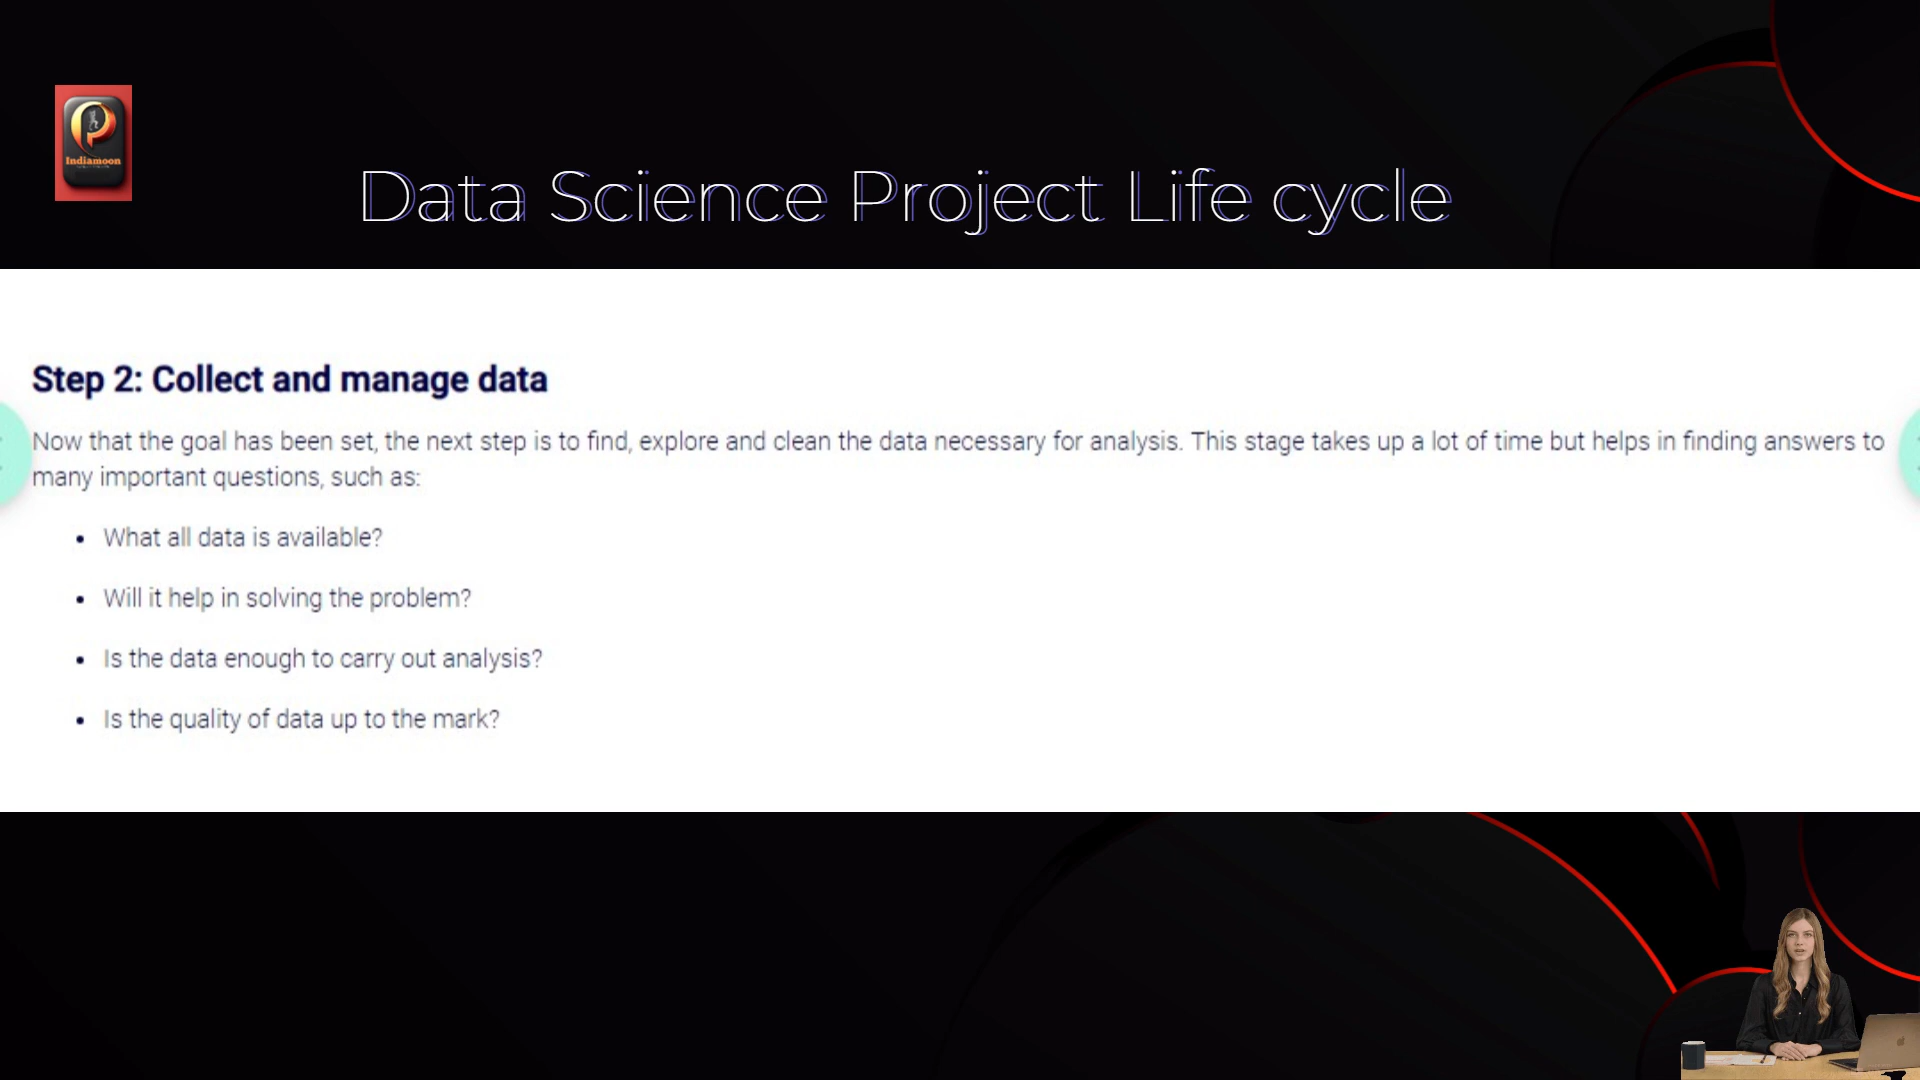 Indiamoon
Data Science Project Life cycle
Step 2: Collect and manage data
Now that the goal has been set, the next step is to find, explore and clean the data necessary for analysis. This stage takes up a lot of time but helps in finding answers to
many important questions, such as:
• What all data is available?
• Will it help in solving the problem?
• Is the data enough to carry out analysis?
• Is the quality of data up to the mark?